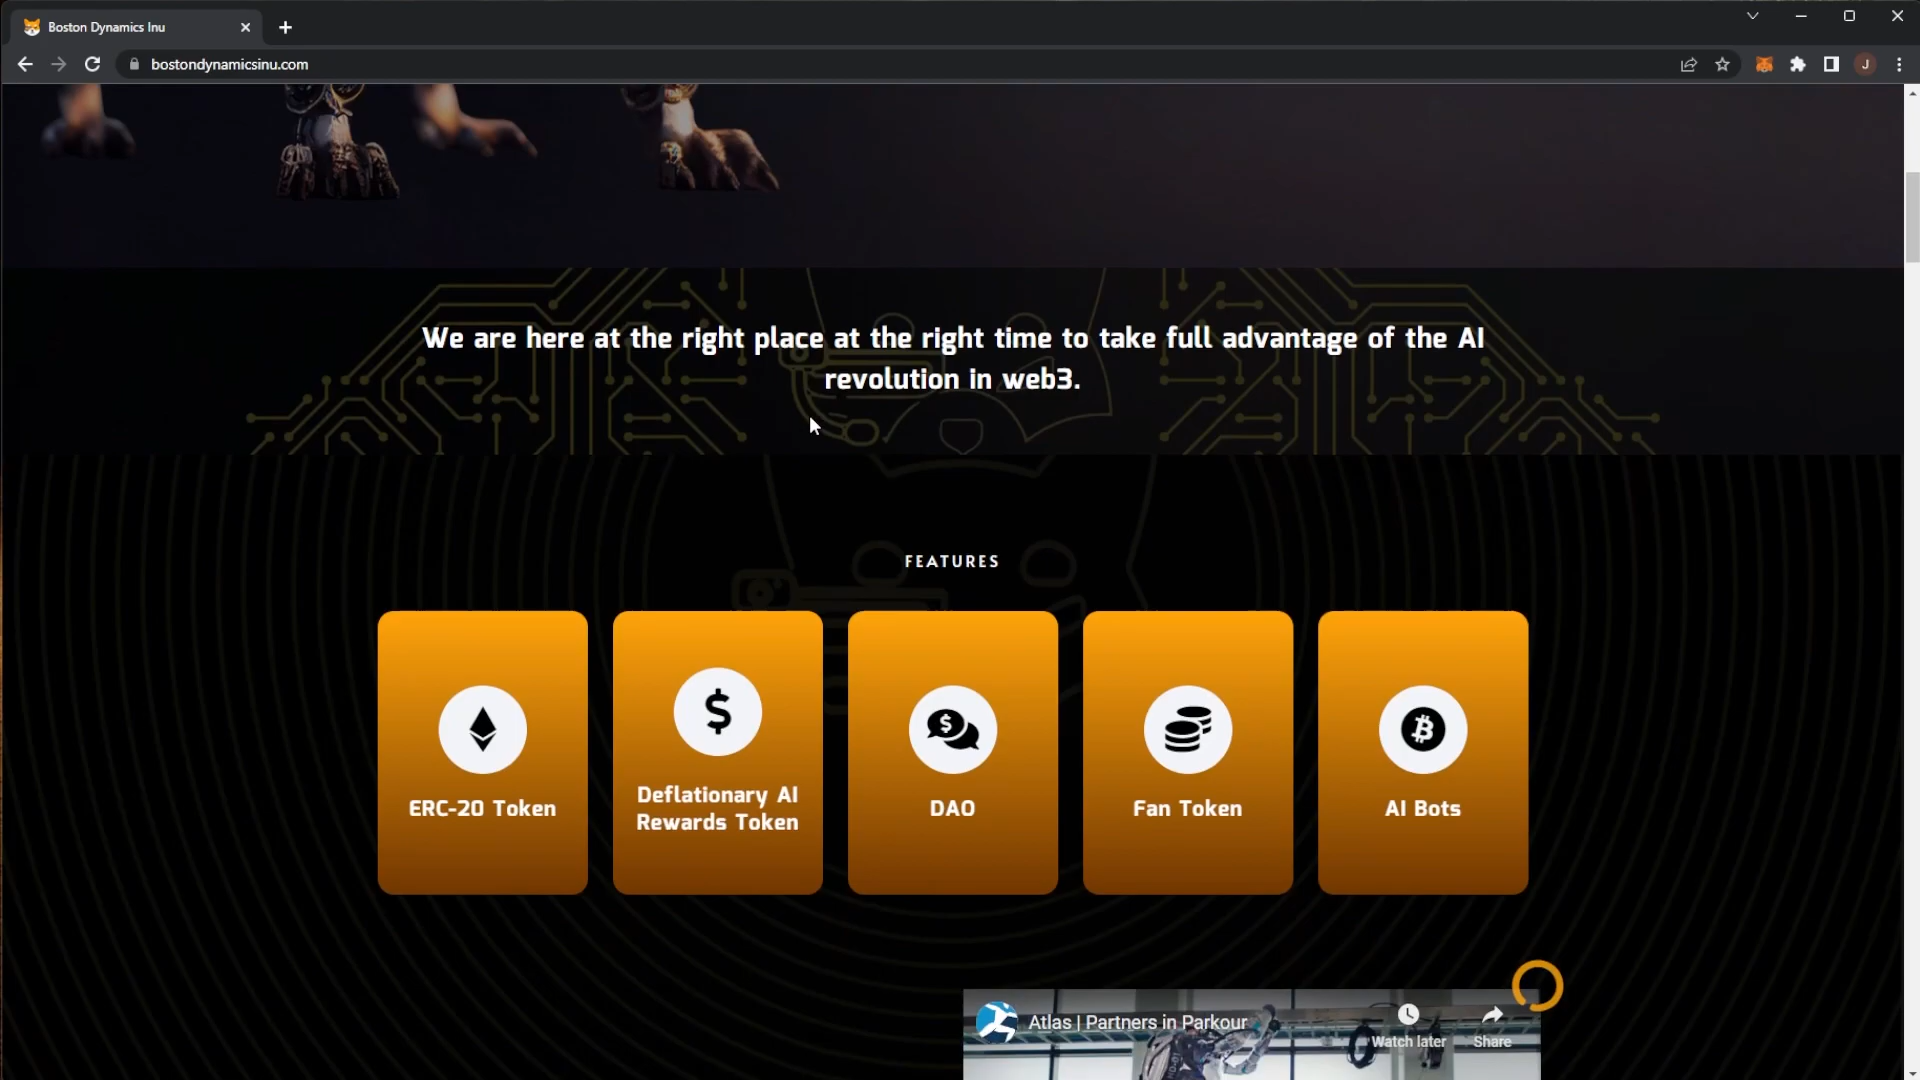 Boston Dynamics Inu
bostondynamicsinu.com
J
We are here at the right place at the right time to take full advantage of the AI
revolution in web3.
FEATURES
ERC-20 Token
Deflationary AI
Rewards Token
DAO
Fan Token
AI Bots
Atlas | Partners in Parkour
Watch later
Share